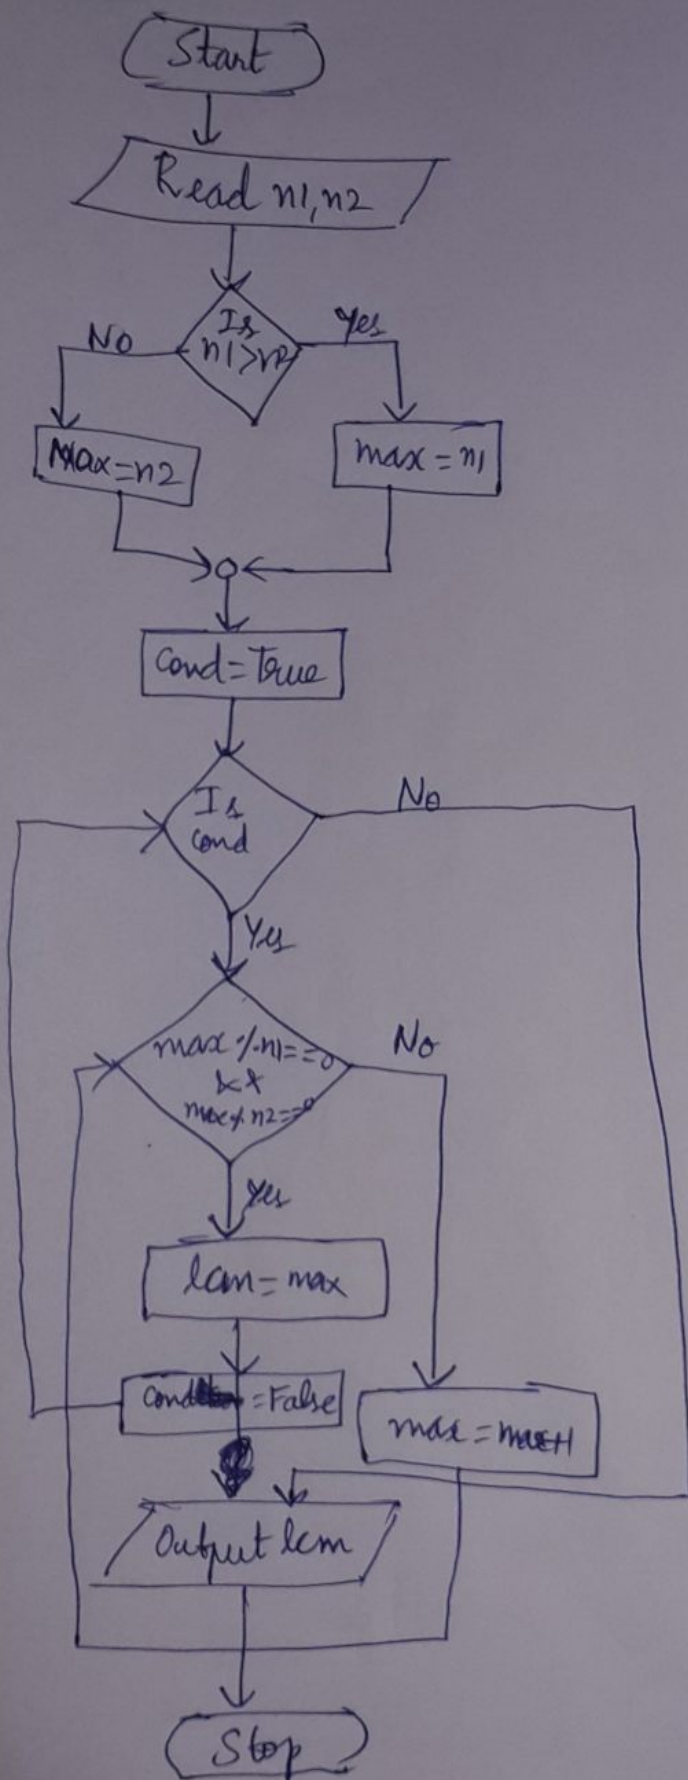 Start
Read n1, n2
Is
n1>n2
No
Yes
Max=n2
max=n1
Cond=True
Is
Cond
No
Yes
max % n1==0
&&
max % n2==0
No
Yes
lcm=max
Cond =False
max=max+1
Output lcm
Stop